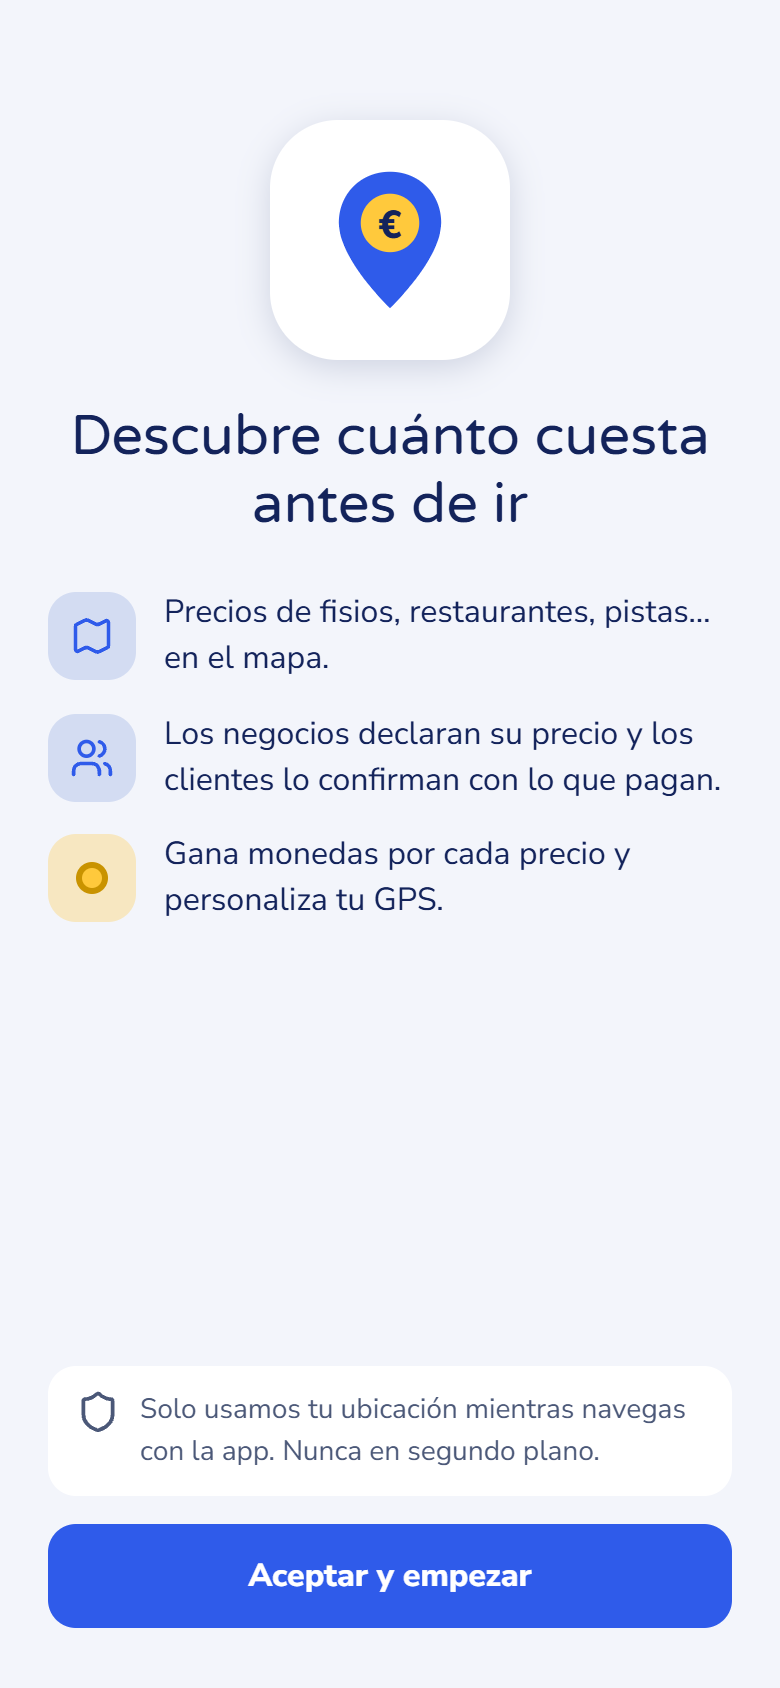 €
Descubre cuánto cuesta
antes de ir
Precios de fisios, restaurantes, pistas...
en el mapa.
Los negocios declaran su precio y los
clientes lo confirman con lo que pagan.
Gana monedas por cada precio y
personaliza tu GPS.
Solo usamos tu ubicación mientras navegas
con la app. Nunca en segundo plano.
Aceptar y empezar